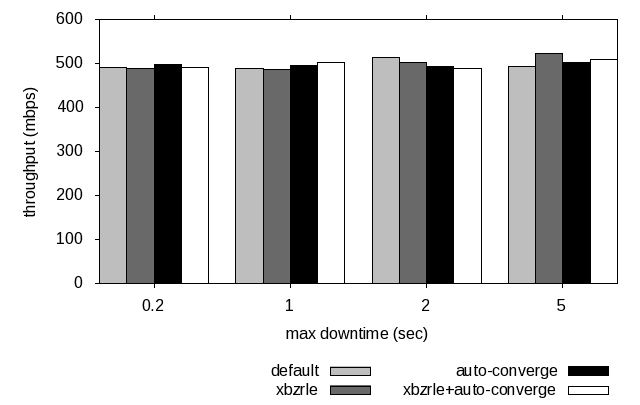 600
500
400
300
200
100
0
throughput (mbps)
0.2 1 2 5
max downtime (sec)
default auto-converge
xbzrle xbzrle+auto-converge